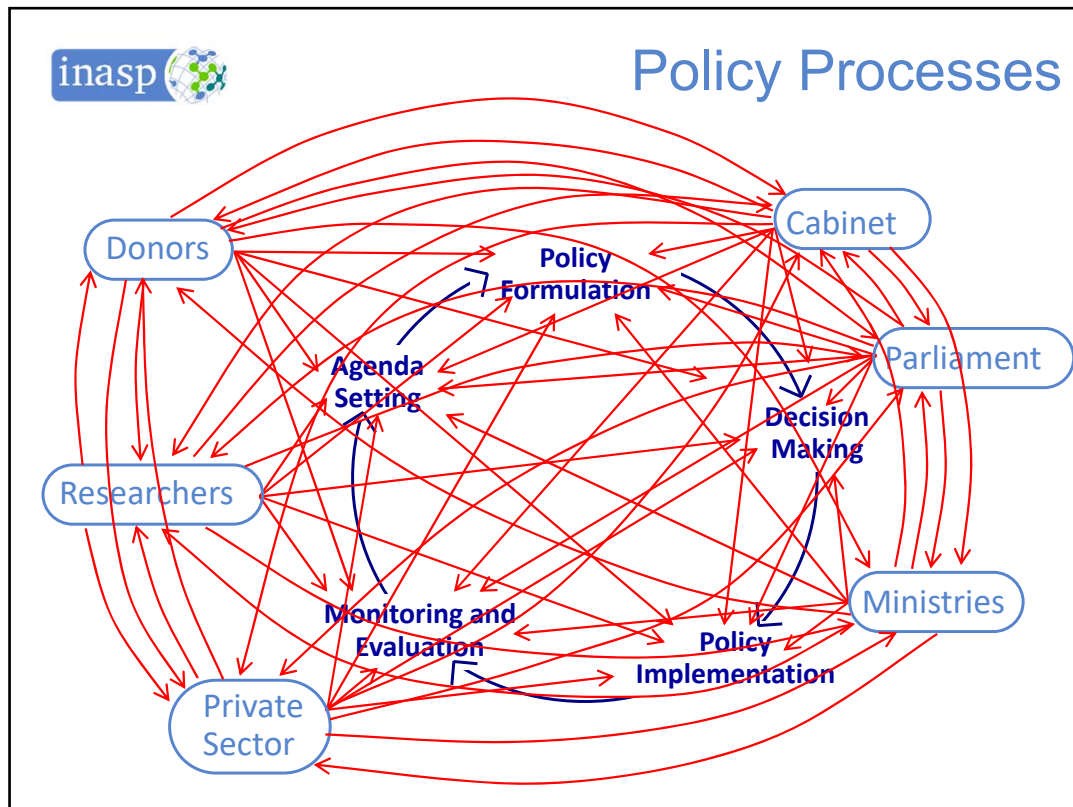 inasp
Policy Processes
Donors
Cabinet
Policy
Formulation
Agenda
Setting
Parliament
Decision
Making
Researchers
Ministries
Monitoring and
Evaluation
Policy
Implementation
Private
Sector